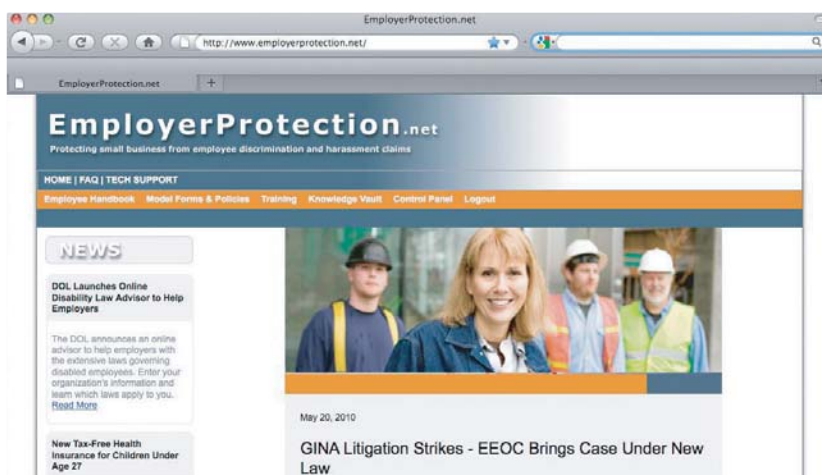 EmployerProtection.net
http://www.employerprotection.net/
EmployerProtection.net
EmployerProtection.net
Protecting small business from employee discrimination and harassment claims
HOME | FAQ | TECH SUPPORT
Employee Handbook Model Forms & Policies Training Knowledge Vault Control Panel Logout
NEWS
DOL Launches Online
Disability Law Advisor to Help
Employers
The DOL announces an online
advisor to help employers with
the extensive laws governing
disabled employees. Enter your
organization's information and
learn which laws apply to you.
Read More
New Tax-Free Health
Insurance for Children Under
Age 27
May 20, 2010
GINA Litigation Strikes - EEOC Brings Case Under New
Law